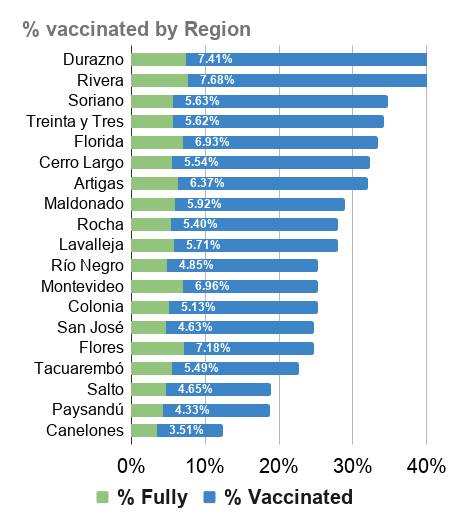 % vaccinated by Region
Durazno 7.41%
Rivera 7.68%
Soriano 5.63%
Treinta y Tres 5.62%
Florida 6.93%
Cerro Largo 5.54%
Artigas 6.37%
Maldonado 5.92%
Rocha 5.40%
Lavalleja 5.71%
Río Negro 4.85%
Montevideo 6.96%
Colonia 5.13%
San José 4.63%
Flores 7.18%
Tacuarembó 5.49%
Salto 4.65%
Paysandú 4.33%
Canelones 3.51%
0% 10% 20% 30% 40%
% Fully % Vaccinated